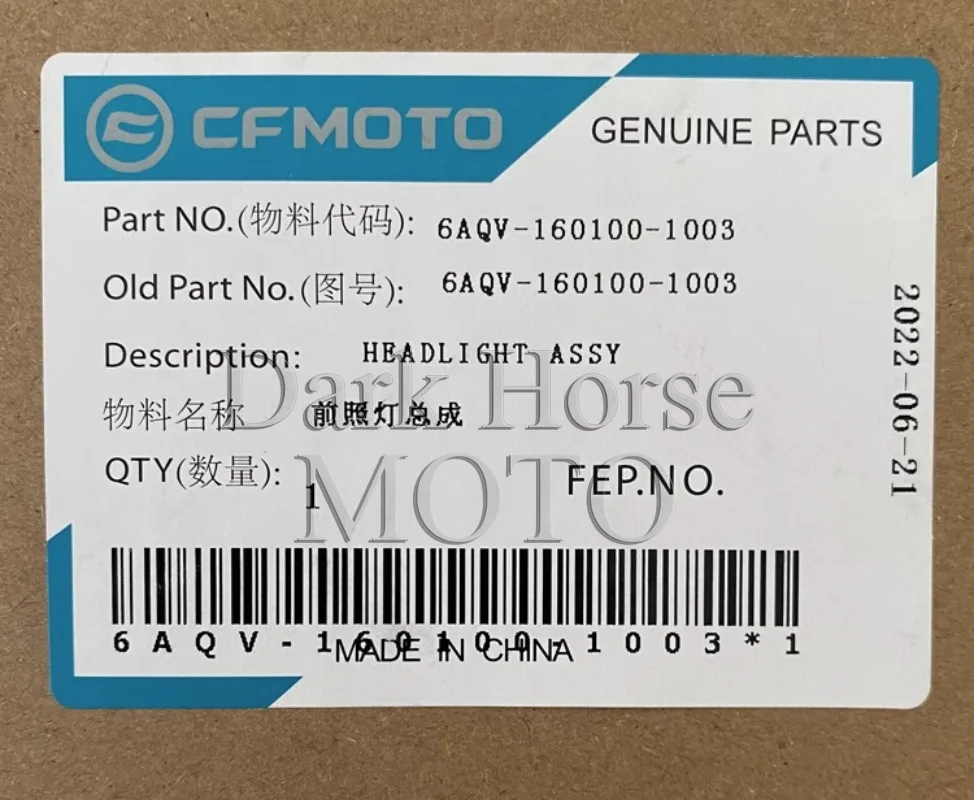 CFMOTO
GENUINE PARTS
Part NO.(物料代码): 6AQV-160100-1003
Old Part No.(图号): 6AQV-160100-1003
Description: HEADLIGHT ASSY
物料名称 前照灯总成
QTY(数量): 1 FEP.NO.
2022-06-21
Dark Horse
MOTO
6AQV-160100-1003*1
MADE IN CHINA